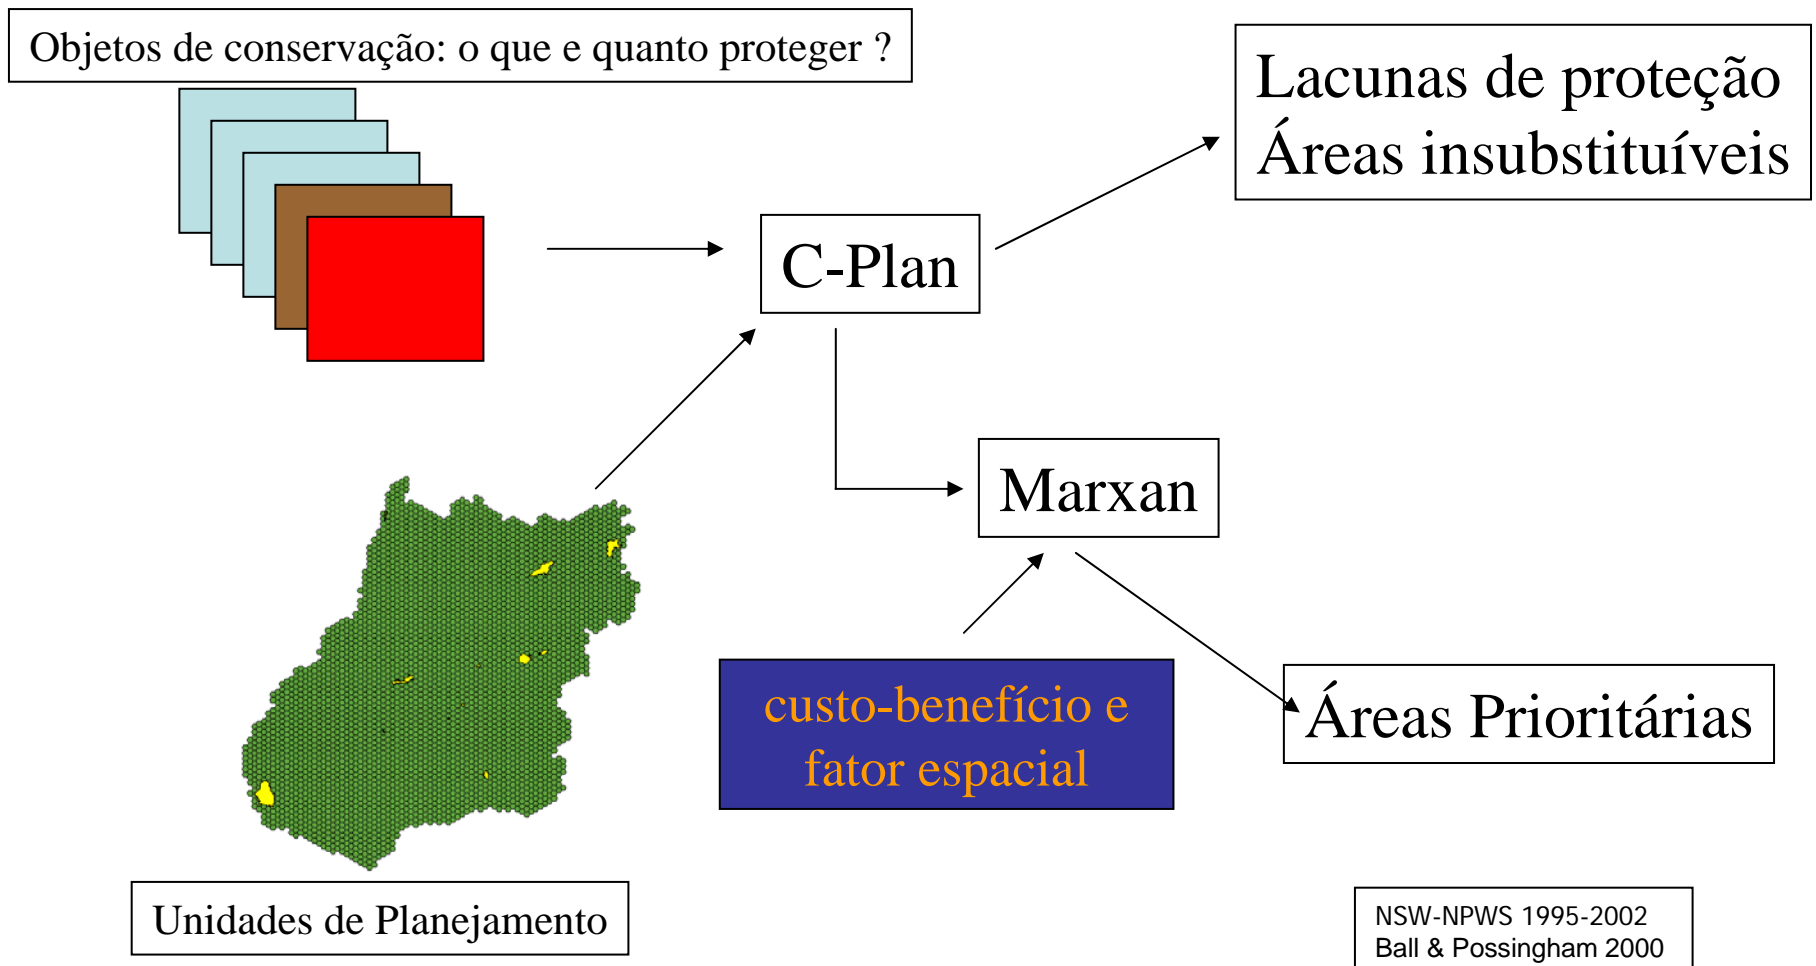 Objetos de conservação: o que e quanto proteger ?
Lacunas de proteção
Áreas insubstituíveis
C-Plan
Marxan
custo-benefício e
fator espacial
Áreas Prioritárias
Unidades de Planejamento
NSW-NPWS 1995-2002
Ball & Possingham 2000